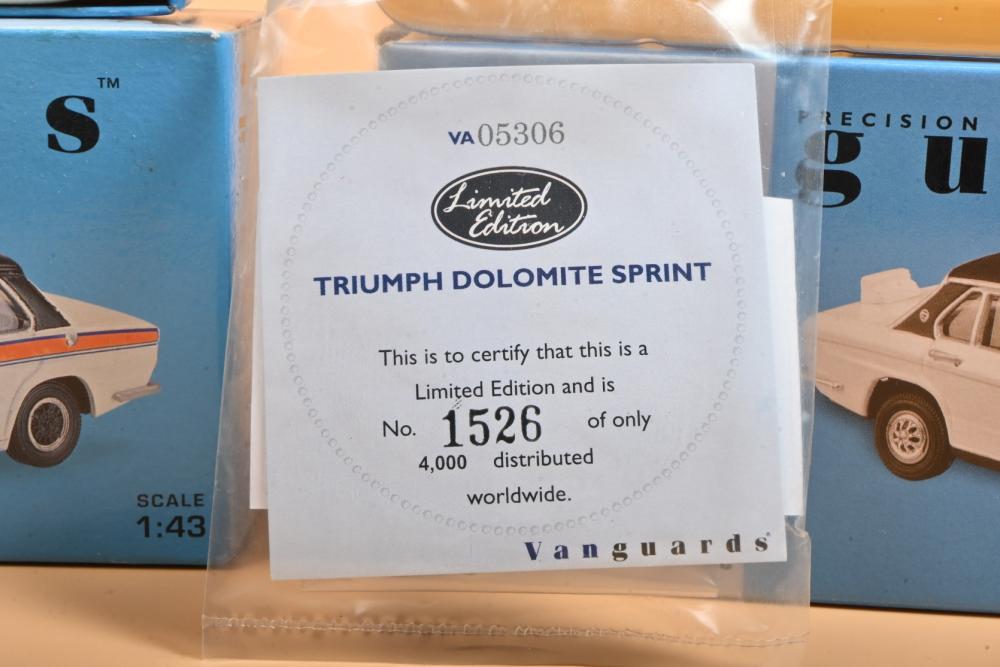 s™
SCALE
1:43
VA05306
Limited
Edition
TRIUMPH DOLOMITE SPRINT
This is to certify that this is a
Limited Edition and is
No. 1526 of only
4,000 distributed
worldwide.
Vanguards
PRECISION
gu